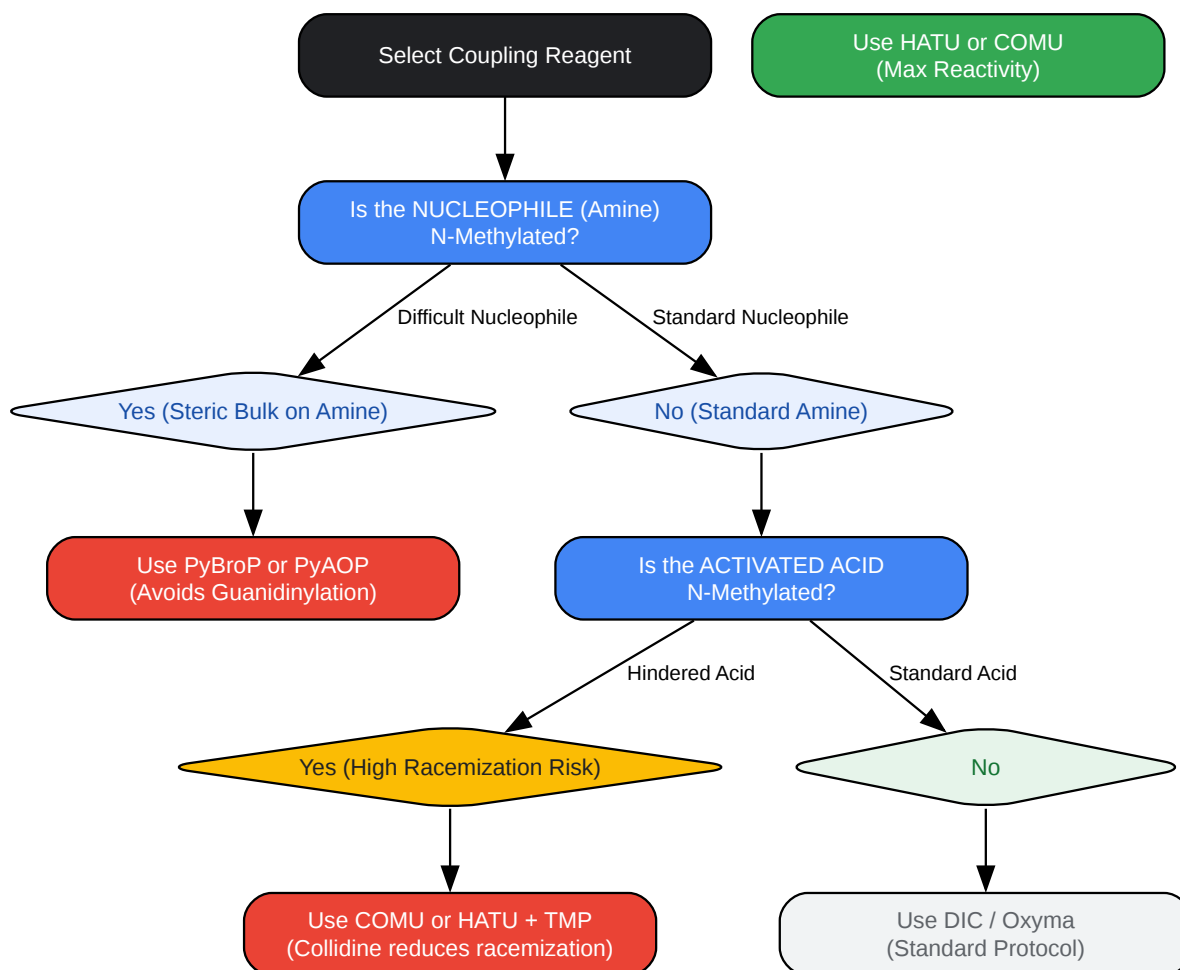 Select Coupling Reagent
Use HATU or COMU
(Max Reactivity)
Is the NUCLEOPHILE (Amine)
N-Methylated?
Difficult Nucleophile
Standard Nucleophile
Yes (Steric Bulk on Amine)
No (Standard Amine)
Use PyBroP or PyAOP
(Avoids Guanidinylation)
Is the ACTIVATED ACID
N-Methylated?
Hindered Acid
Standard Acid
Yes (High Racemization Risk)
No
Use COMU or HATU + TMP
(Collidine reduces racemization)
Use DIC / Oxyma
(Standard Protocol)